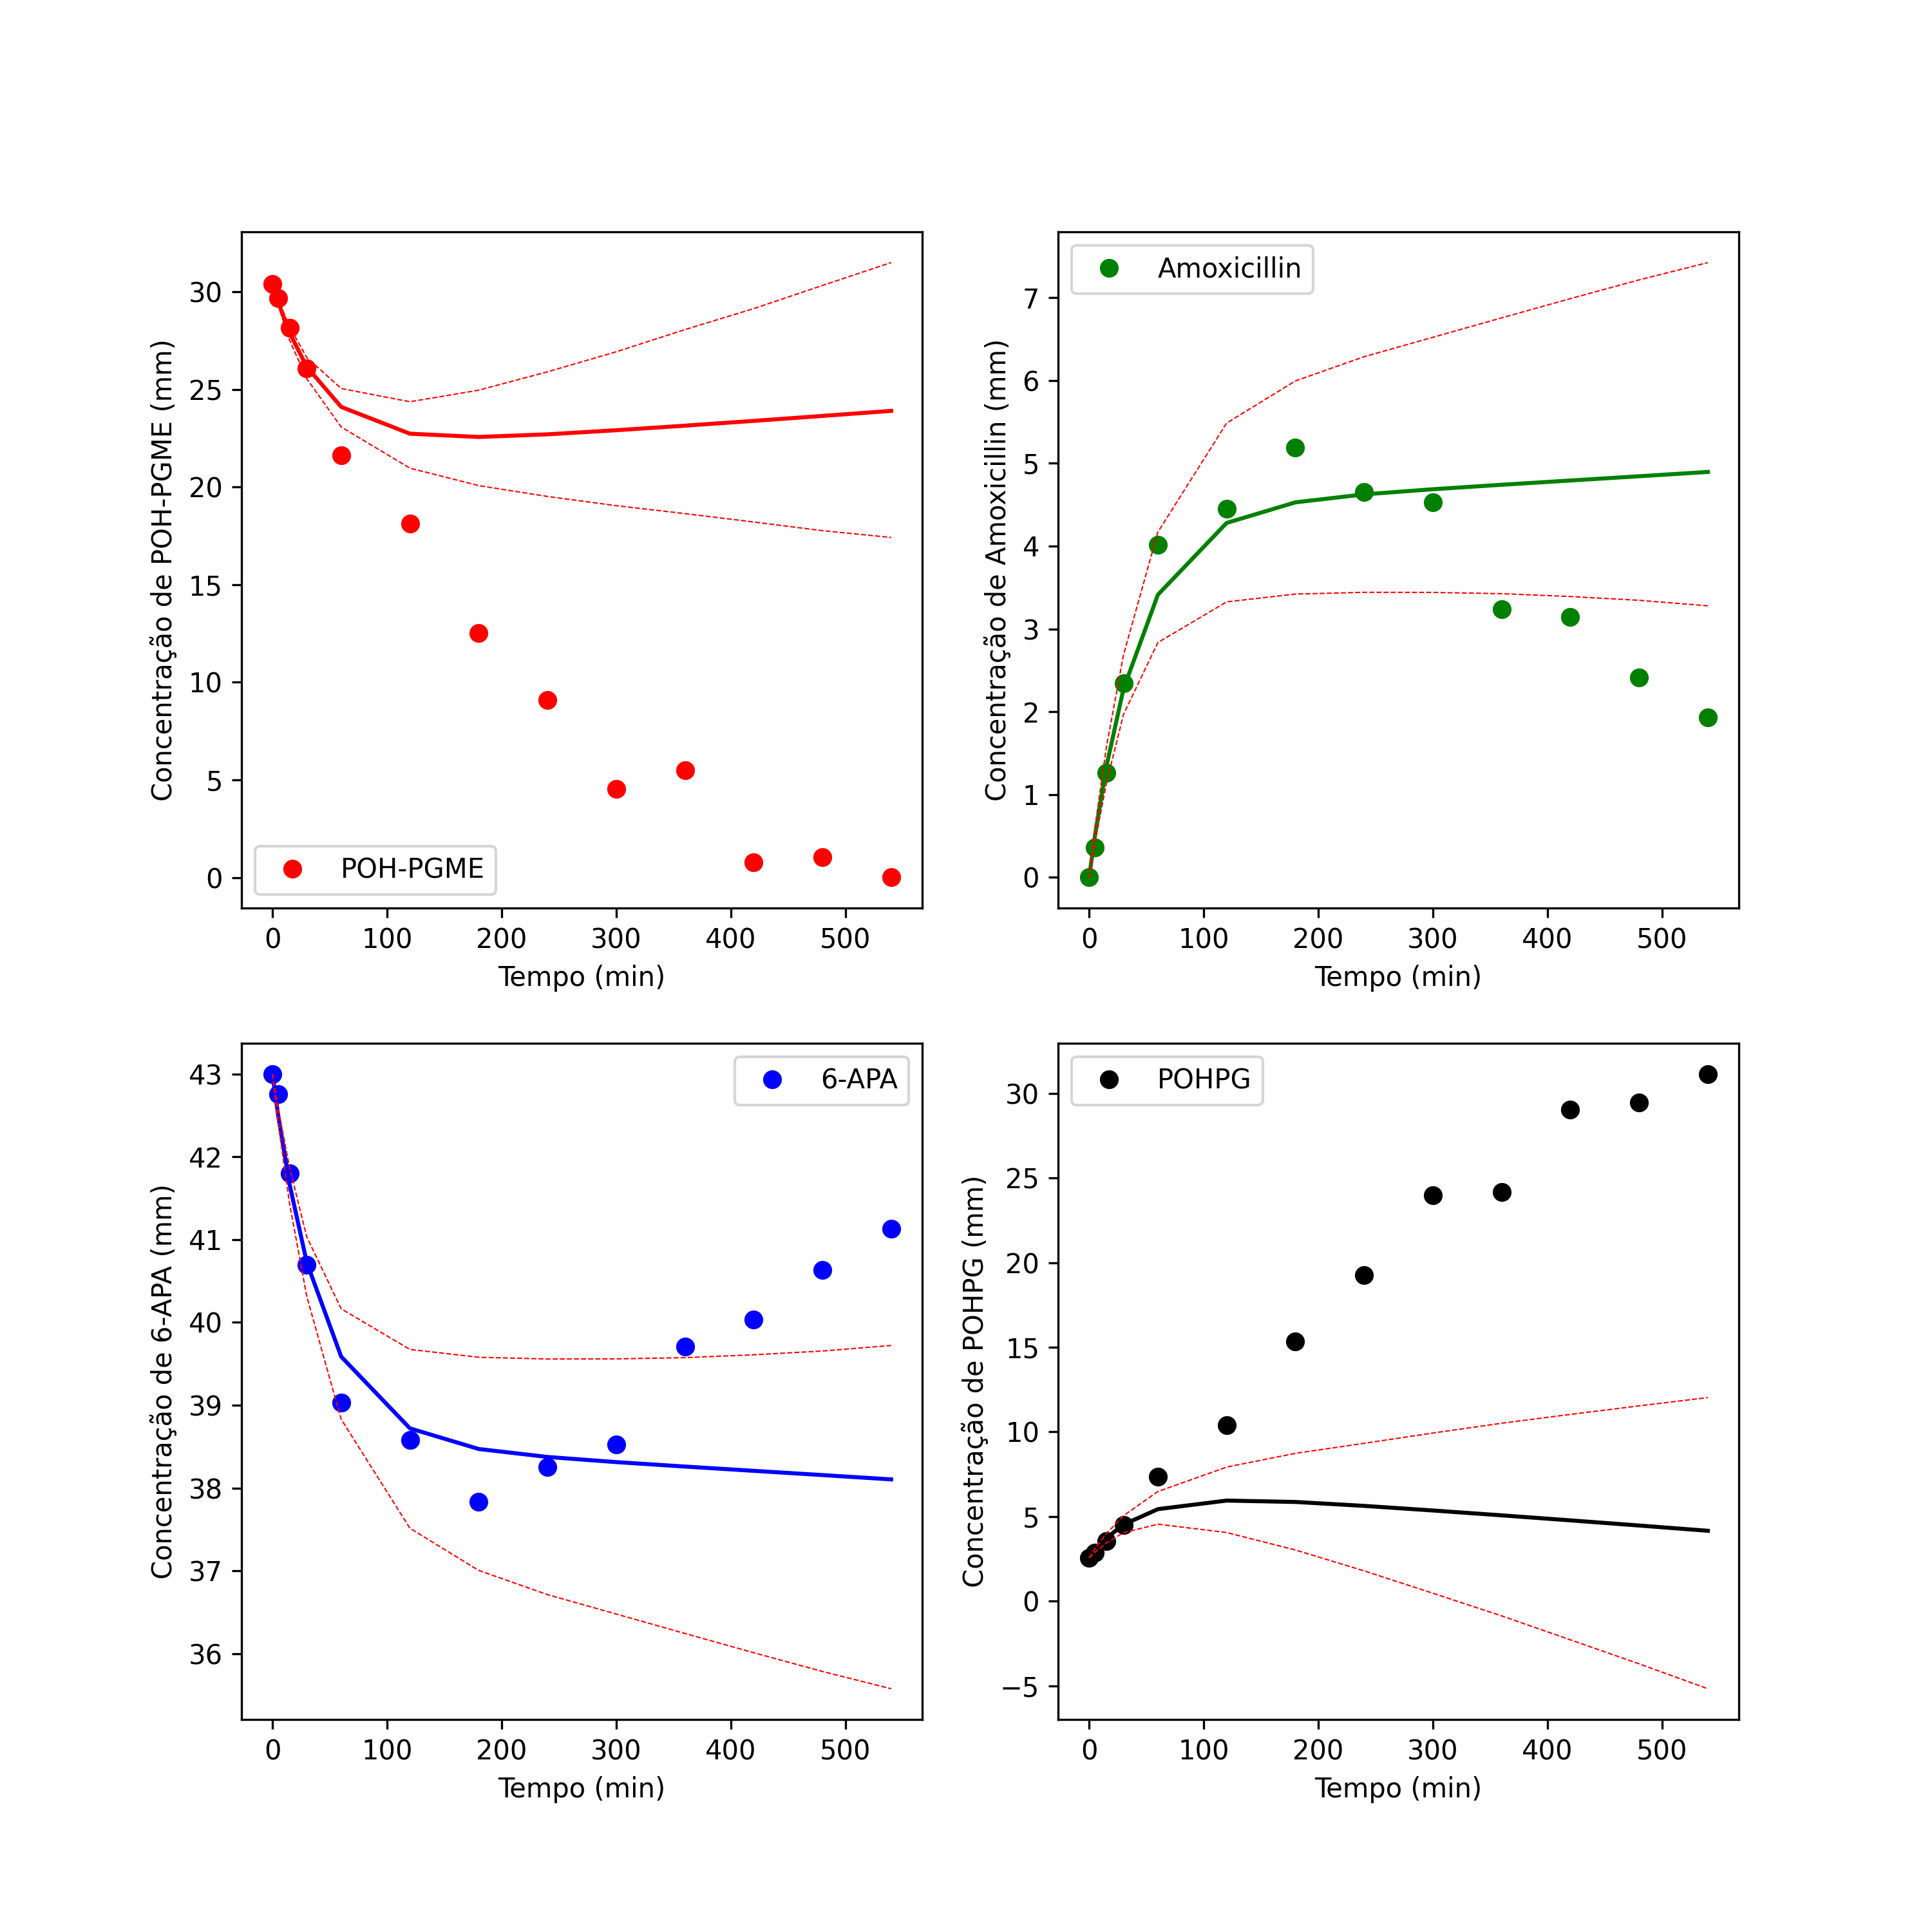 Concentração de POH-PGME (mm)
30
25
20
15
10
5
0
POH-PGME
0 100 200 300 400 500
Tempo (min)
Concentração de Amoxicillin (mm)
Amoxicillin
7
6
5
4
3
2
1
0
0 100 200 300 400 500
Tempo (min)
Concentração de 6-APA (mm)
6-APA
43
42
41
40
39
38
37
36
0 100 200 300 400 500
Tempo (min)
Concentração de POHPG (mm)
POHPG
30
25
20
15
10
5
0
−5
0 100 200 300 400 500
Tempo (min)